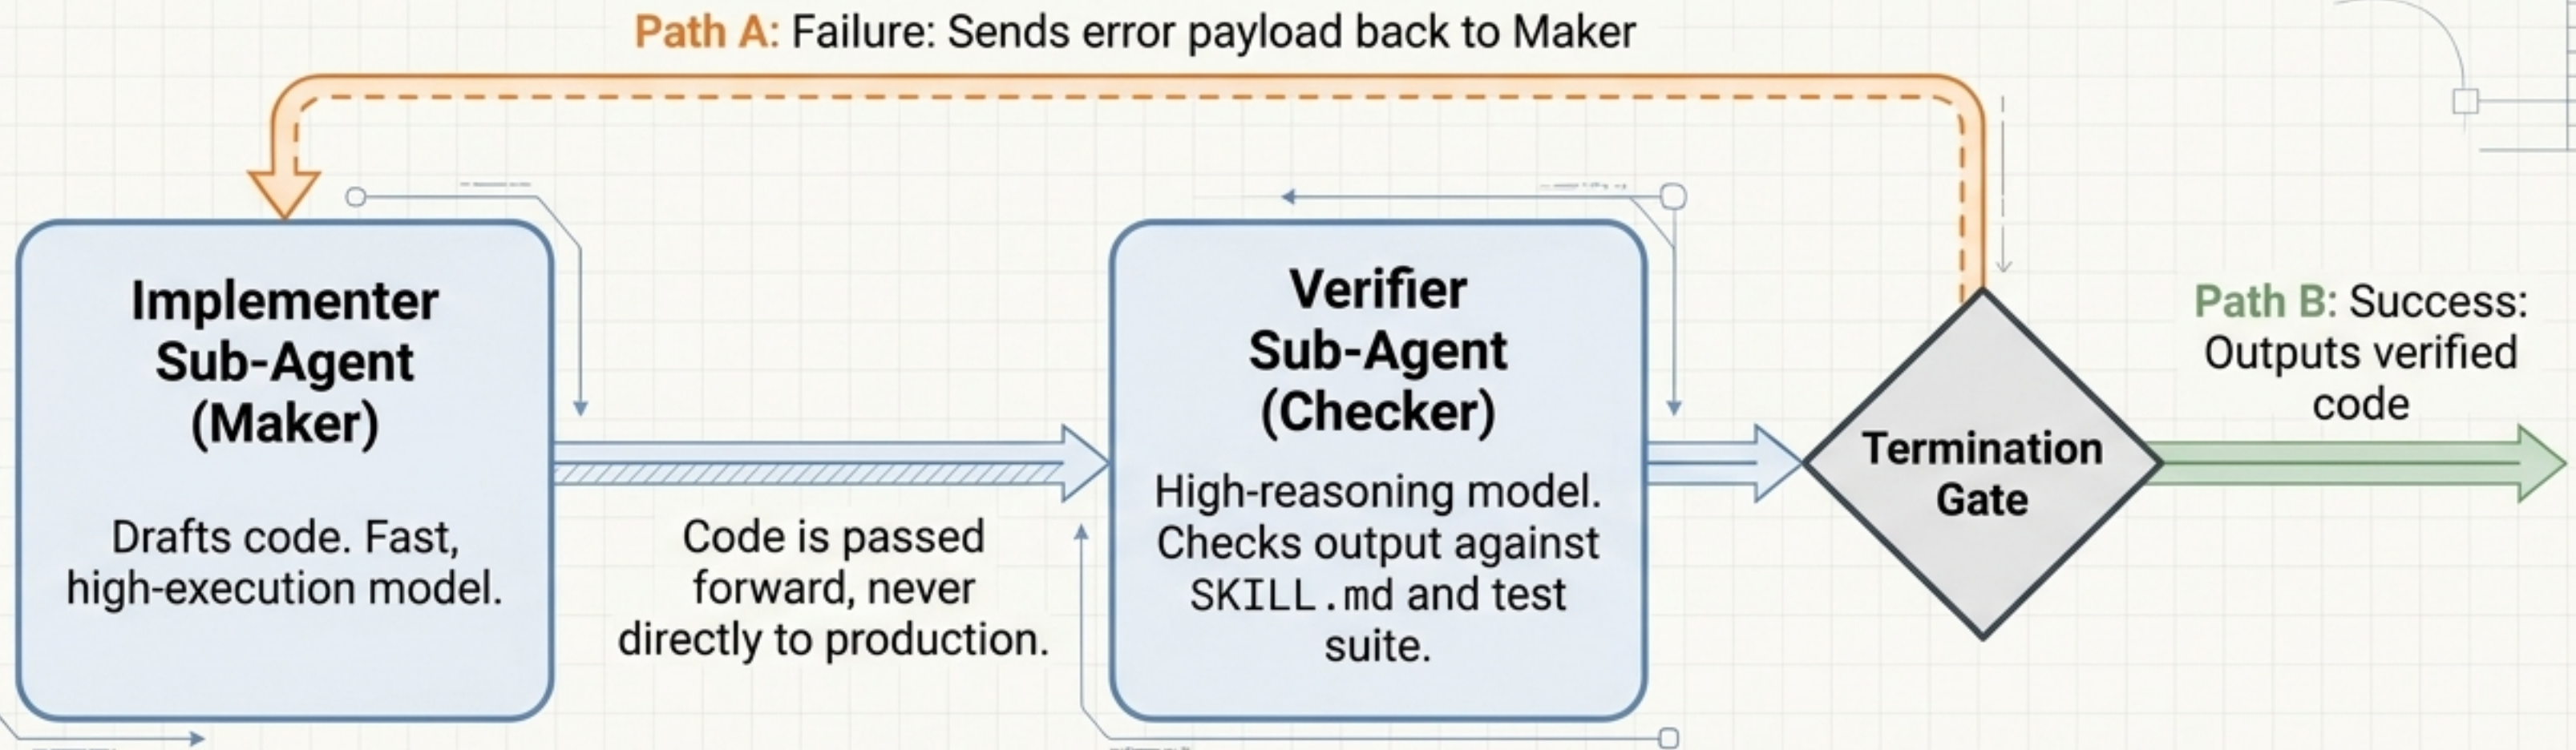 Path A: Failure: Sends error payload back to Maker
Implementer
Sub-Agent
(Maker)
Drafts code. Fast,
high-execution model.
Code is passed
forward, never
directly to production.
Verifier
Sub-Agent
(Checker)
High-reasoning model.
Checks output against
SKILL.md and test
suite.
Termination
Gate
Path B: Success:
Outputs verified
code